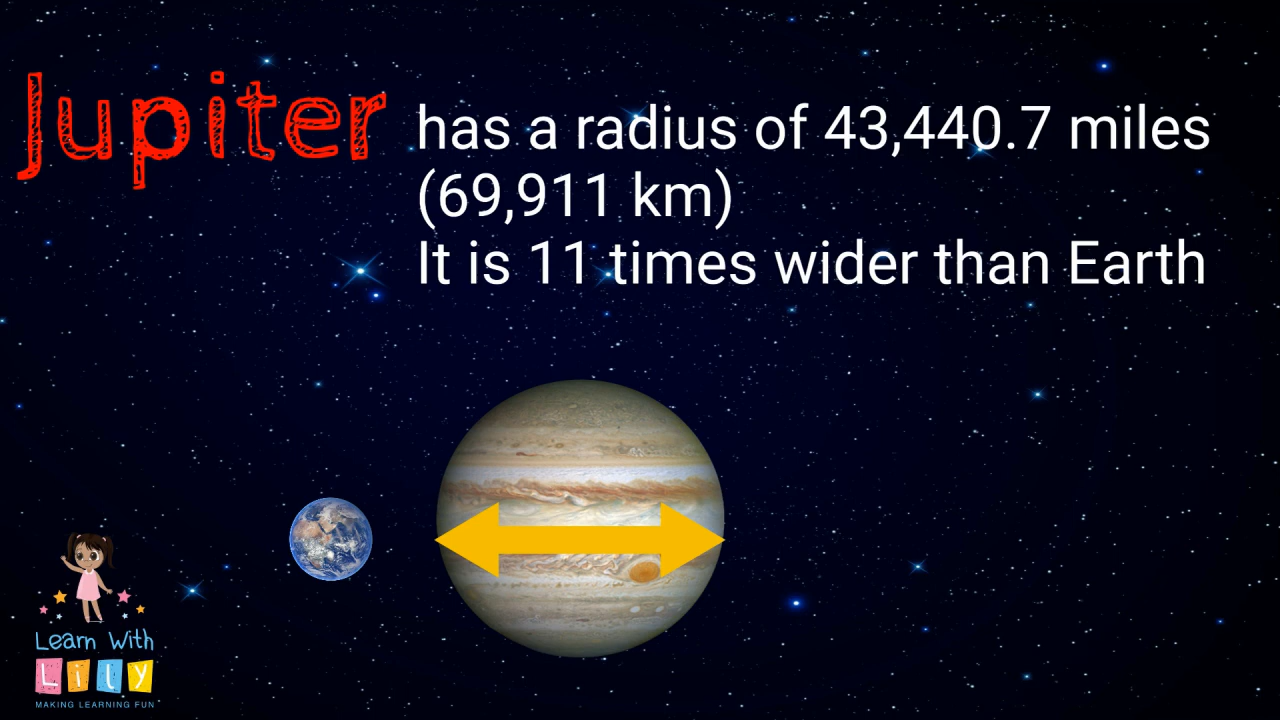 Jupiter has a radius of 43,440.7 miles
(69,911 km)
It is 11 times wider than Earth
Learn With
Lily
MAKING LEARNING FUN